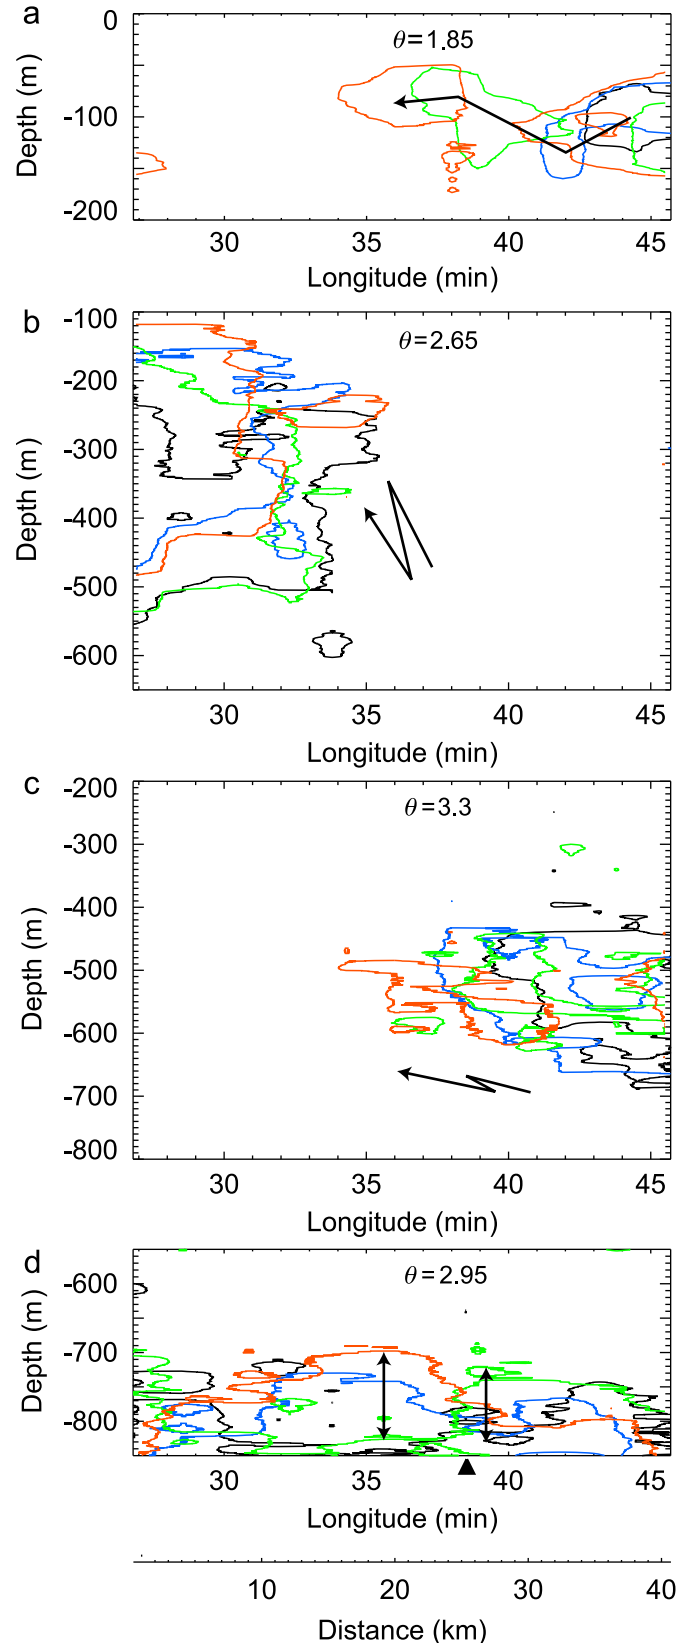 a
0
-100
-200
Depth (m)
θ=1.85
30
35
40
45
Longitude (min)
b
-100
-200
-300
-400
-500
-600
Depth (m)
θ=2.65
30
35
40
45
Longitude (min)
c
-200
-300
-400
-500
-600
-700
-800
Depth (m)
θ=3.3
30
35
40
45
Longitude (min)
d
-600
-700
-800
Depth (m)
θ=2.95
30
35
40
45
Longitude (min)
10
20
30
40
Distance (km)